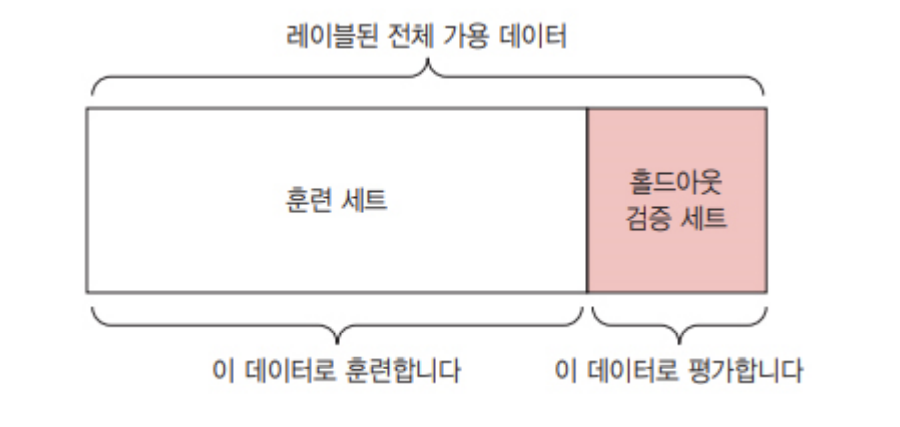 레이블된 전체 가용 데이터
훈련 세트
홀드아웃
검증 세트
이 데이터로 훈련합니다
이 데이터로 평가합니다